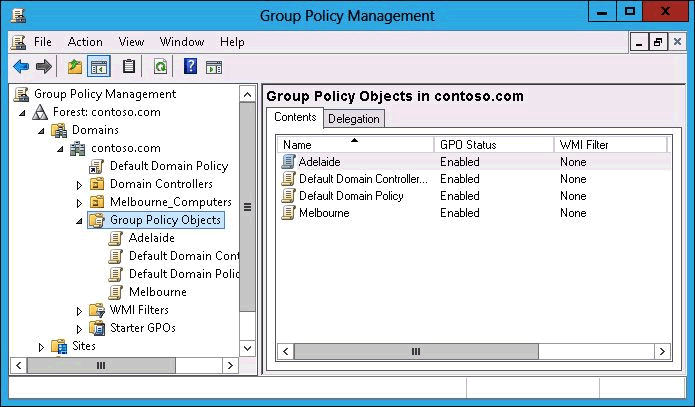 Group Policy Management
File Action View Window Help
Group Policy Management
Forest: contoso.com
Domains
contoso.com
Default Domain Policy
Domain Controllers
Melbourne_Computers
Group Policy Objects
Adelaide
Default Domain Cont
Default Domain Polic
Melbourne
WMI Filters
Starter GPOs
Sites
Group Policy Objects in contoso.com
Contents Delegation
Name GPO Status WMI Filter
Adelaide Enabled None
Default Domain Controller... Enabled None
Default Domain Policy Enabled None
Melbourne Enabled None